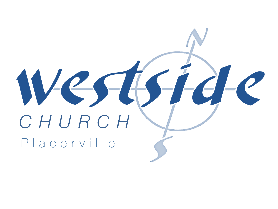 N
Westside
CHURCH
Placerville
S